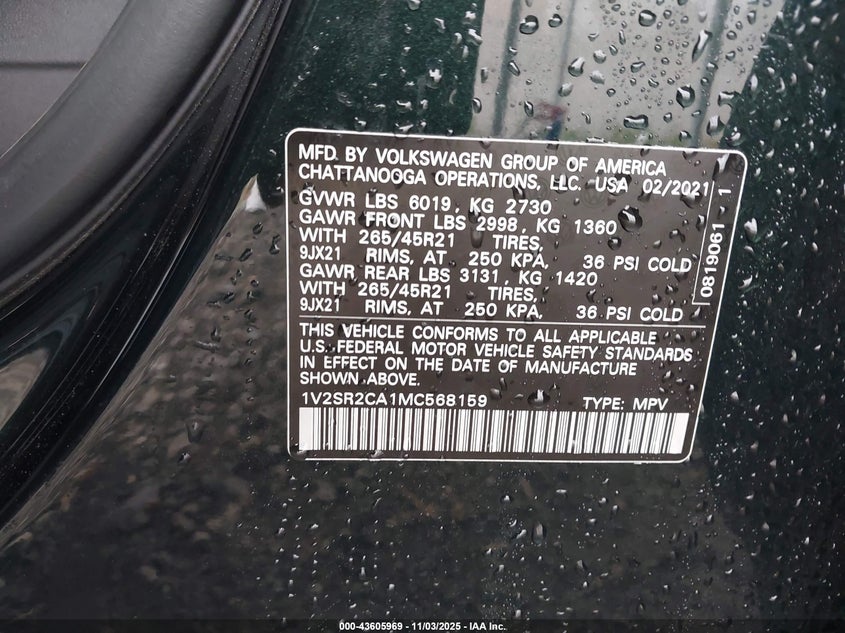 MFD. BY VOLKSWAGEN GROUP OF AMERICA
CHATTANOOGA OPERATIONS, LLC. USA 02/2021
GVWR LBS 6019, KG 2730
GAWR FRONT LBS 2998, KG 1360
WITH 265/45R21 TIRES,
9JX21 RIMS, AT 250 KPA, 36 PSI COLD
GAWR REAR LBS 3131, KG 1420
WITH 265/45R21 TIRES,
9JX21 RIMS, AT 250 KPA, 36 PSI COLD
0819061 1
THIS VEHICLE CONFORMS TO ALL APPLICABLE
U.S. FEDERAL MOTOR VEHICLE SAFETY STANDARDS
IN EFFECT ON THE DATE OF MANUFACTURE
SHOWN ABOVE.
1V2SR2CA1MC568159 TYPE: MPV
000-43605969 - 11/03/2025 - IAA Inc.